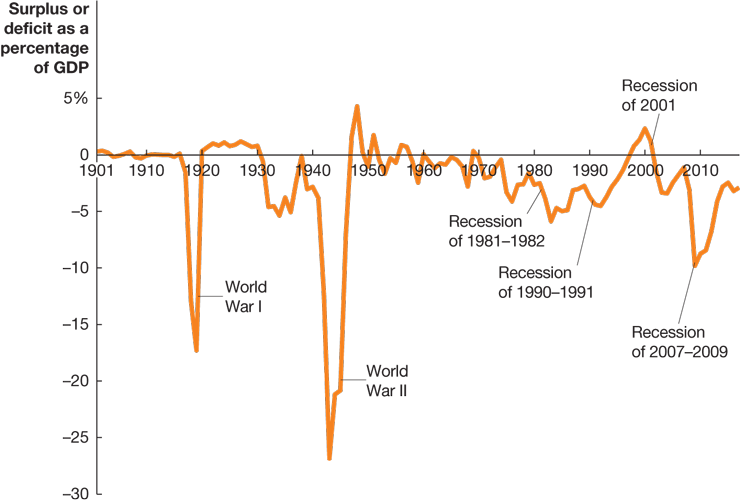 Surplus or
deficit as a
percentage
of GDP
5%
0
–5
–10
–15
–20
–25
–30
1901 1910 1920 1930 1940 1950 1960 1970 1980 1990 2000 2010
World
War I
World
War II
Recession
of 1981–1982
Recession
of 1990–1991
Recession
of 2001
Recession
of 2007–2009